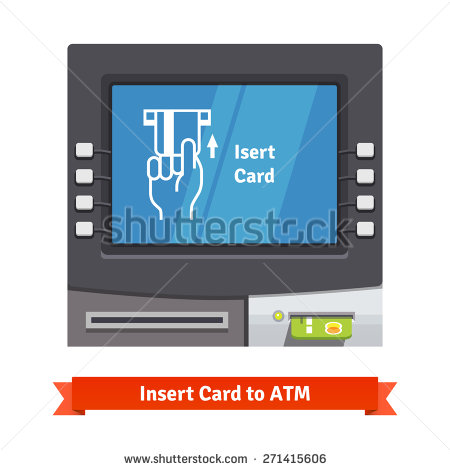 Isert
Card
shutterstock
Insert Card to ATM
www.shutterstock.com · 271415606